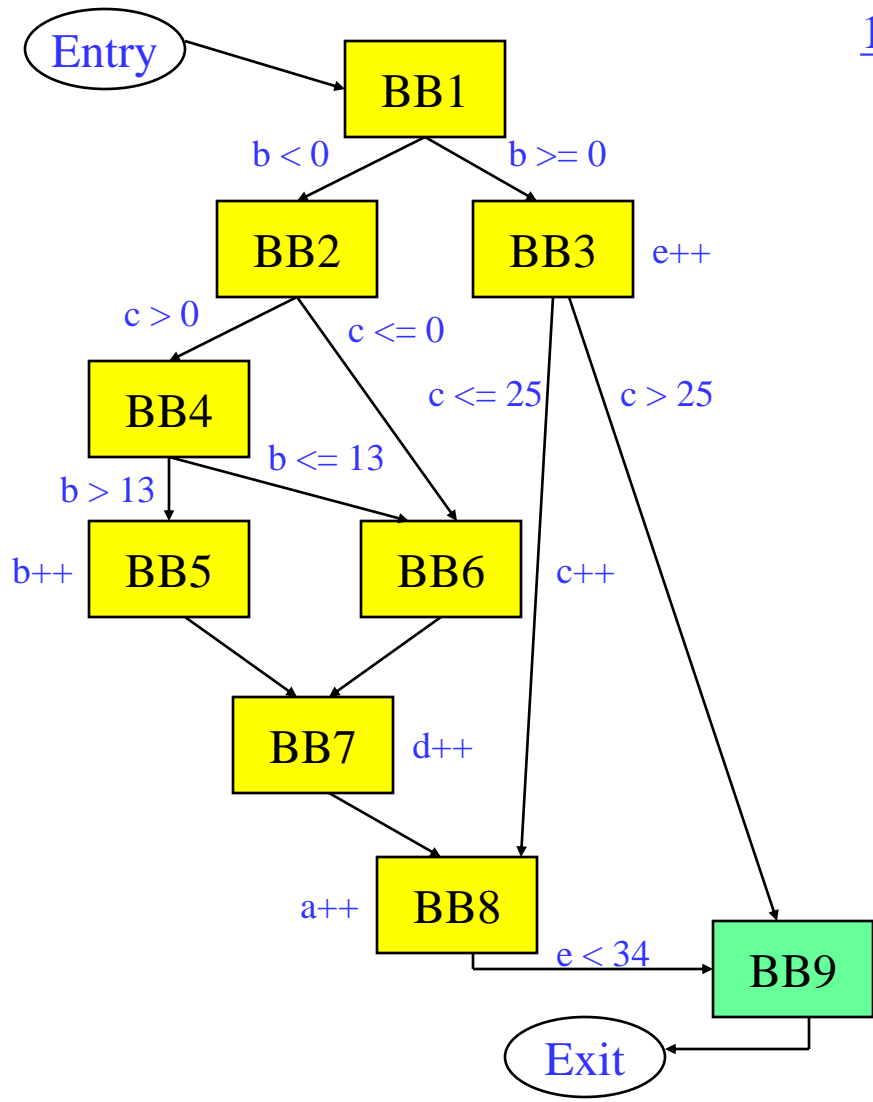 1
Entry
BB1
b < 0
b >= 0
BB2
BB3
e++
c > 0
c <= 0
c <= 25
c > 25
BB4
b <= 13
b > 13
b++
BB5
BB6
c++
BB7
d++
a++
BB8
e < 34
BB9
Exit